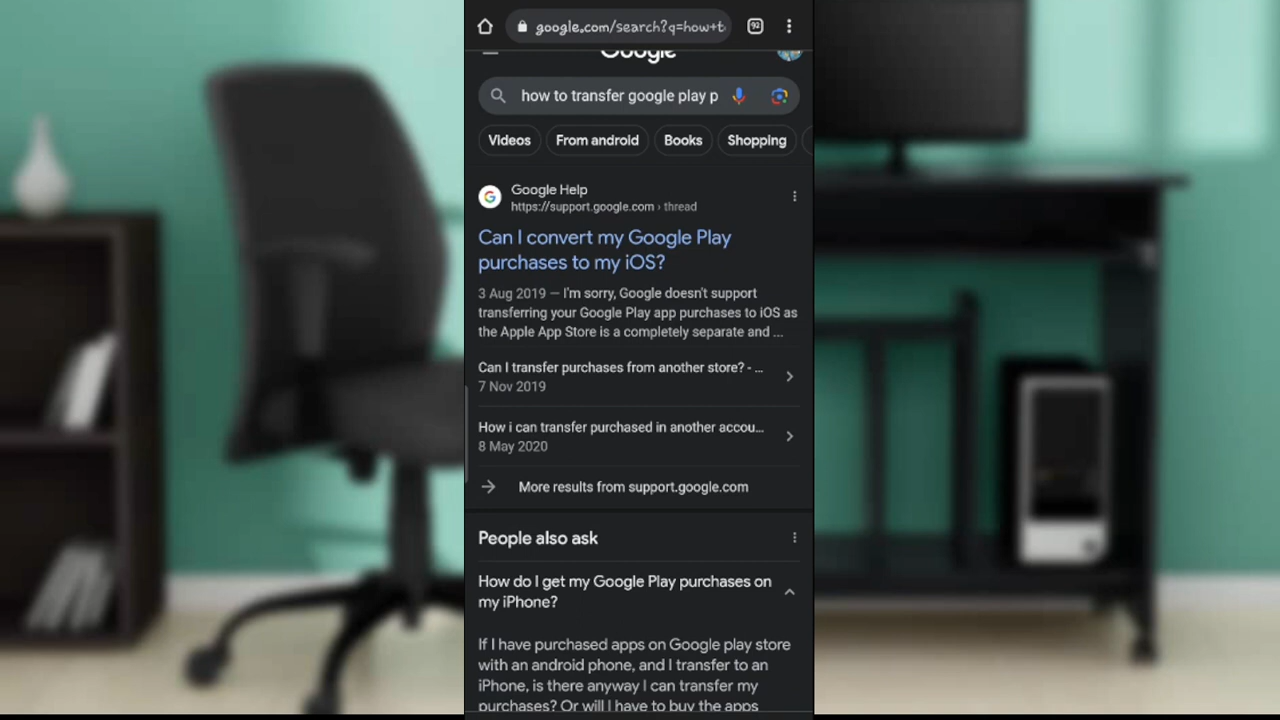 google.com/search?q=how+t
92
Google
how to transfer google play p
Videos
From android
Books
Shopping
Google Help
https://support.google.com › thread
Can I convert my Google Play
purchases to my iOS?
3 Aug 2019 — I'm sorry, Google doesn't support
transferring your Google Play app purchases to iOS as
the Apple App Store is a completely separate and ...
Can I transfer purchases from another store? - ...
7 Nov 2019
How i can transfer purchased in another accou...
8 May 2020
More results from support.google.com
People also ask
How do I get my Google Play purchases on
my iPhone?
If I have purchased apps on Google play store
with an android phone, and I transfer to an
iPhone, is there anyway I can transfer my
purchases? Or will I have to buy the apps